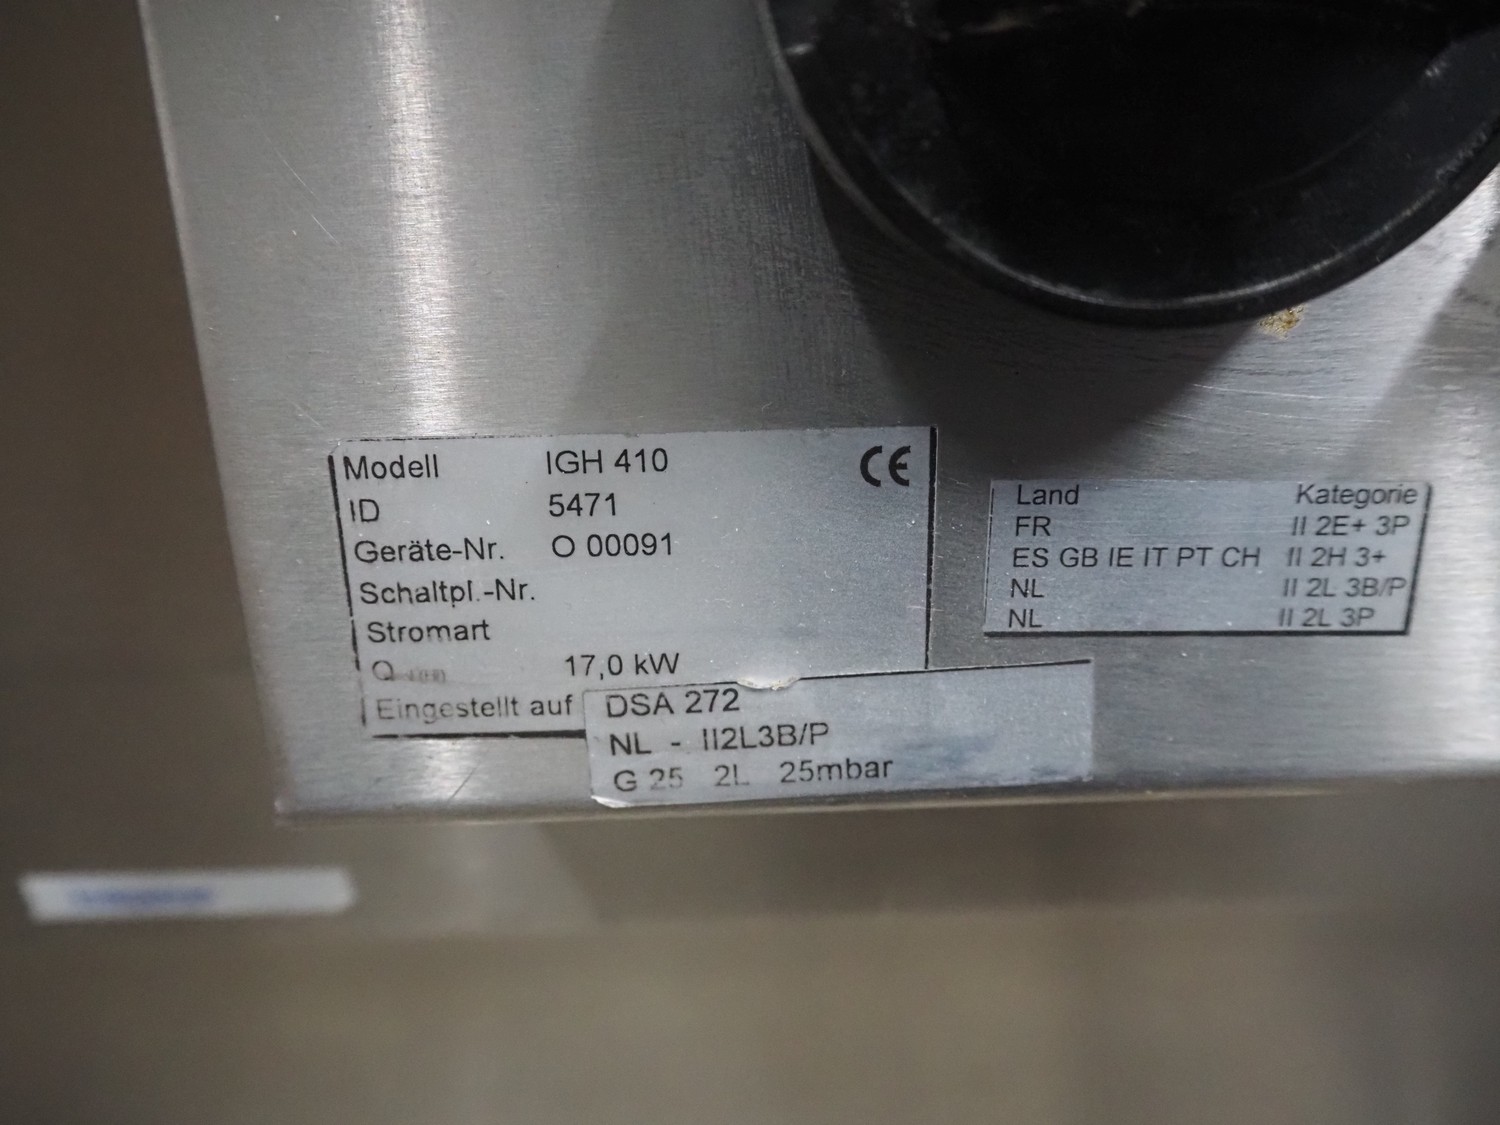 Modell IGH 410 CE
ID 5471
Geräte-Nr. O 00091
Schaltpl.-Nr.
Stromart
Q 17,0 kW
Eingestellt auf
DSA 272
NL - II2L3B/P
G 25 2L 25mbar
Land Kategorie
FR II 2E+ 3P
ES GB IE IT PT CH II 2H 3+
NL II 2L 3B/P
NL II 2L 3P